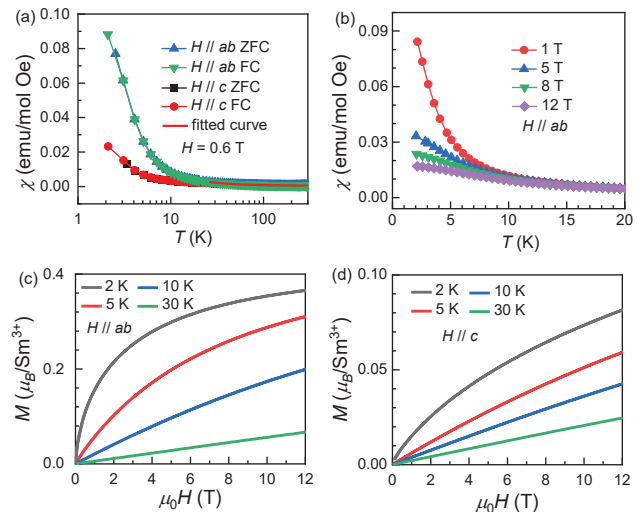 (a)
χ (emu/mol Oe)
0.10
0.08
0.06
0.04
0.02
0.00
H // ab ZFC
H // ab FC
H // c ZFC
H // c FC
fitted curve
H = 0.6 T
1
10
100
T (K)
(b)
χ (emu/mol Oe)
0.09
0.06
0.03
0.00
1 T
5 T
8 T
12 T
H // ab
0
5
10
15
20
T (K)
(c)
M (μB/Sm3+)
0.4
0.2
0.0
2 K
10 K
5 K
30 K
H // ab
0
2
4
6
8
10
12
μ0H (T)
(d)
M (μB/Sm3+)
0.10
0.05
0.00
2 K
10 K
5 K
30 K
H // c
0
2
4
6
8
10
12
μ0H (T)